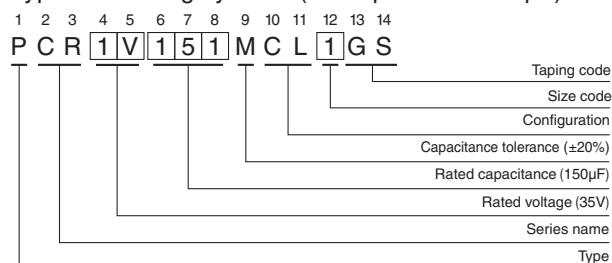 1 2 3 4 5 6 7 8 9 10 11 12 13 14
P C R 1 V 1 5 1 M C L 1 G S
Taping code
Size code
Configuration
Capacitance tolerance (±20%)
Rated capacitance (150µF)
Rated voltage (35V)
Series name
Type